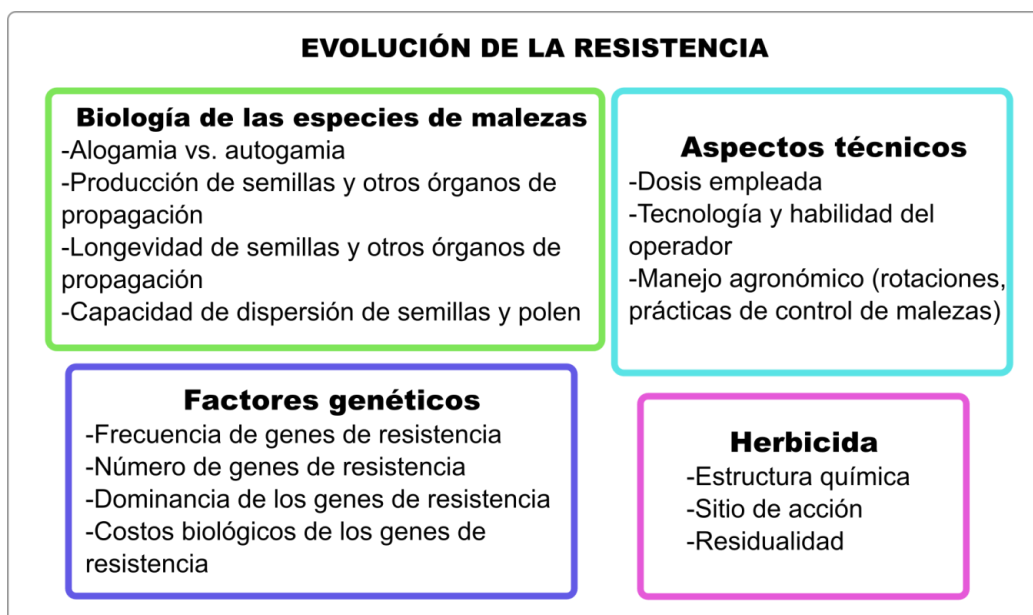 EVOLUCIÓN DE LA RESISTENCIA
Biología de las especies de malezas
-Alogamia vs. autogamia
-Producción de semillas y otros órganos de
propagación
-Longevidad de semillas y otros órganos de
propagación
-Capacidad de dispersión de semillas y polen
Aspectos técnicos
-Dosis empleada
-Tecnología y habilidad del
operador
-Manejo agronómico (rotaciones,
prácticas de control de malezas)
Factores genéticos
-Frecuencia de genes de resistencia
-Número de genes de resistencia
-Dominancia de los genes de resistencia
-Costos biológicos de los genes de
resistencia
Herbicida
-Estructura química
-Sitio de acción
-Residualidad